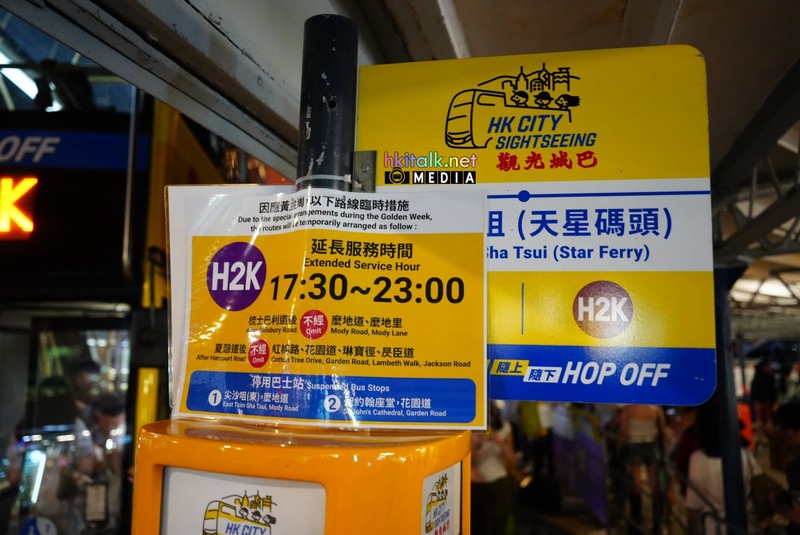 OFF
K
HK CITY
SIGHTSEEING
觀光城巴
hkitalk.net
MEDIA
咀 (天星碼頭)
Sha Tsui (Star Ferry)
H2K
隨上 隨下 HOP OFF
因應黃金周,以下路線臨時措施
Due to the special arrangements during the Golden Week,
the routes will be temporarily arranged as follow :
H2K
延長服務時間
Extended Service Hour
17:30~23:00
梳士巴利道後 不經 麼地道、麼地里
After Salisbury Road Omit Mody Road, Mody Lane
夏慤道後 不經 紅棉路、花園道、琳寶徑、昃臣道
After Harcourt Road Omit Cotton Tree Drive, Garden Road, Lambeth Walk, Jackson Road
停用巴士站 Suspended Bus Stops
1 尖沙咀(東),麼地道
East Tsim Sha Tsui, Mody Road
2 聖約翰座堂,花園道
St John's Cathedral, Garden Road
HK CITY